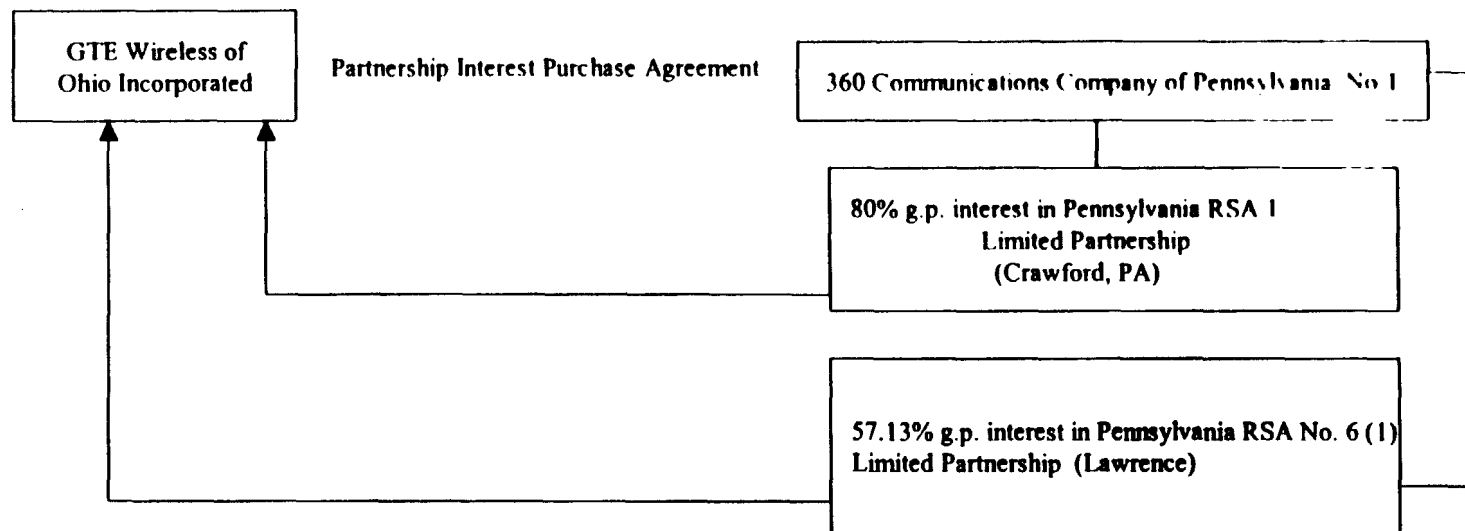 GTE Wireless of
Ohio Incorporated
Partnership Interest Purchase Agreement
360 Communications Company of Pennsylvania No 1
80% g.p. interest in Pennsylvania RSA 1
Limited Partnership
(Crawford, PA)
57.13% g.p. interest in Pennsylvania RSA No. 6 (1)
Limited Partnership (Lawrence)